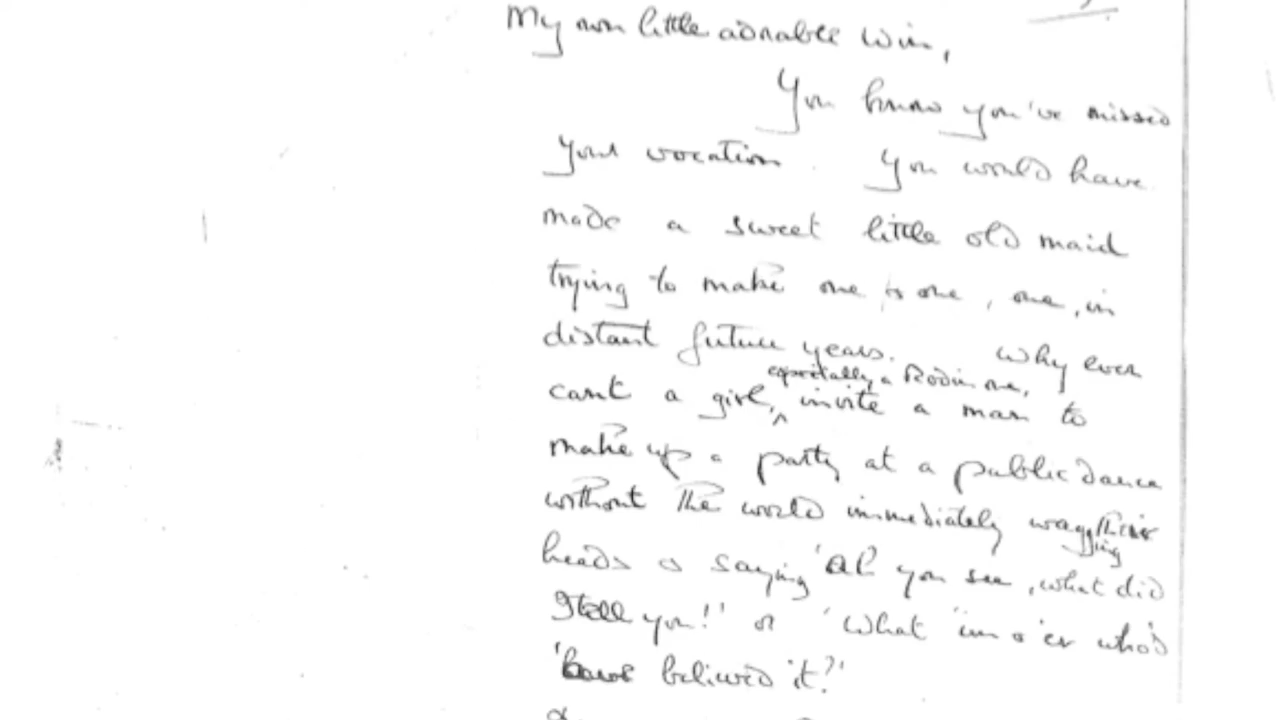 My own little adorable Win,
You know you've missed
your vocation. You would have
made a sweet little old maid
trying to make one & one, one, in
distant future years. Why ever
cant a girl, especially a Rodin one, invite a man to
make up a party at a public dance
without the world immediately wagging their
heads & saying 'Ah you see, what did
I tell you!' or 'What 'im & 'er who'd
'have believed it?'